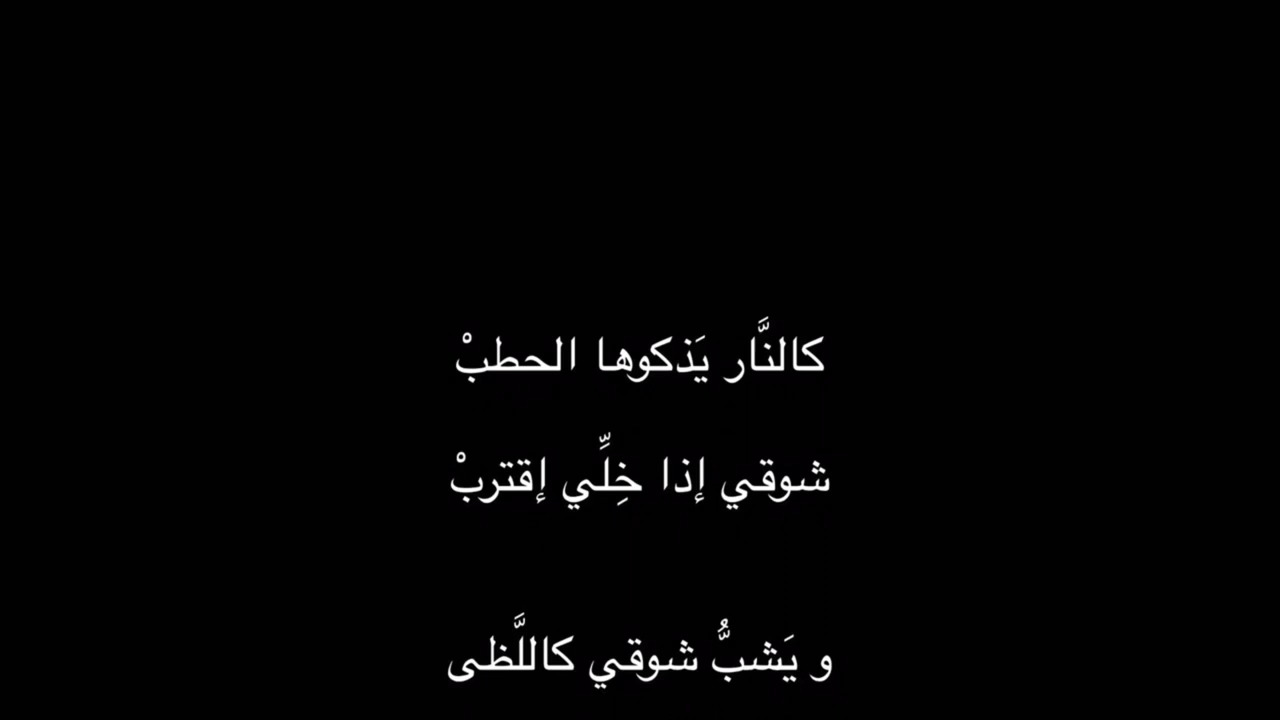 كالنَّار يَذكوها الحطبْ
شوقي إذا خِلِّي إقتربْ
و يَشبُّ شوقي كاللَّظى